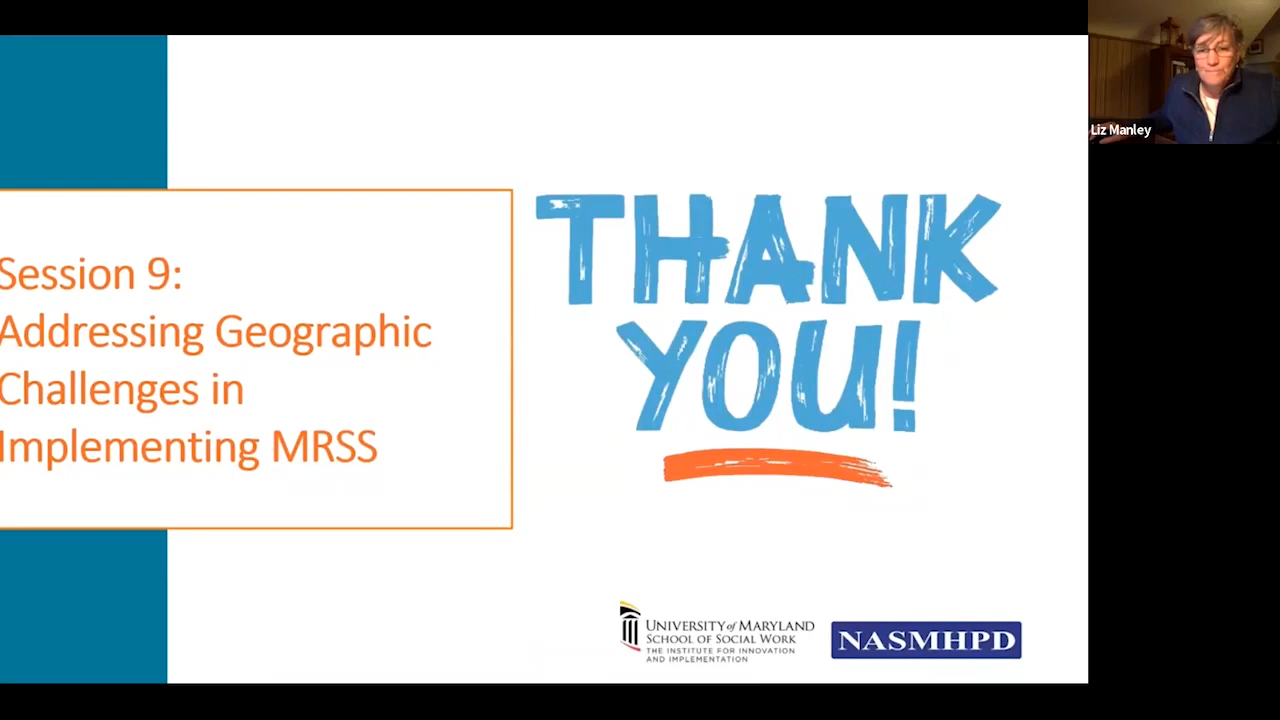 Liz Manley
Session 9:
Addressing Geographic
Challenges in
Implementing MRSS
THANK
YOU!
UNIVERSITY of MARYLAND
SCHOOL OF SOCIAL WORK
THE INSTITUTE FOR INNOVATION
AND IMPLEMENTATION
NASMHPD